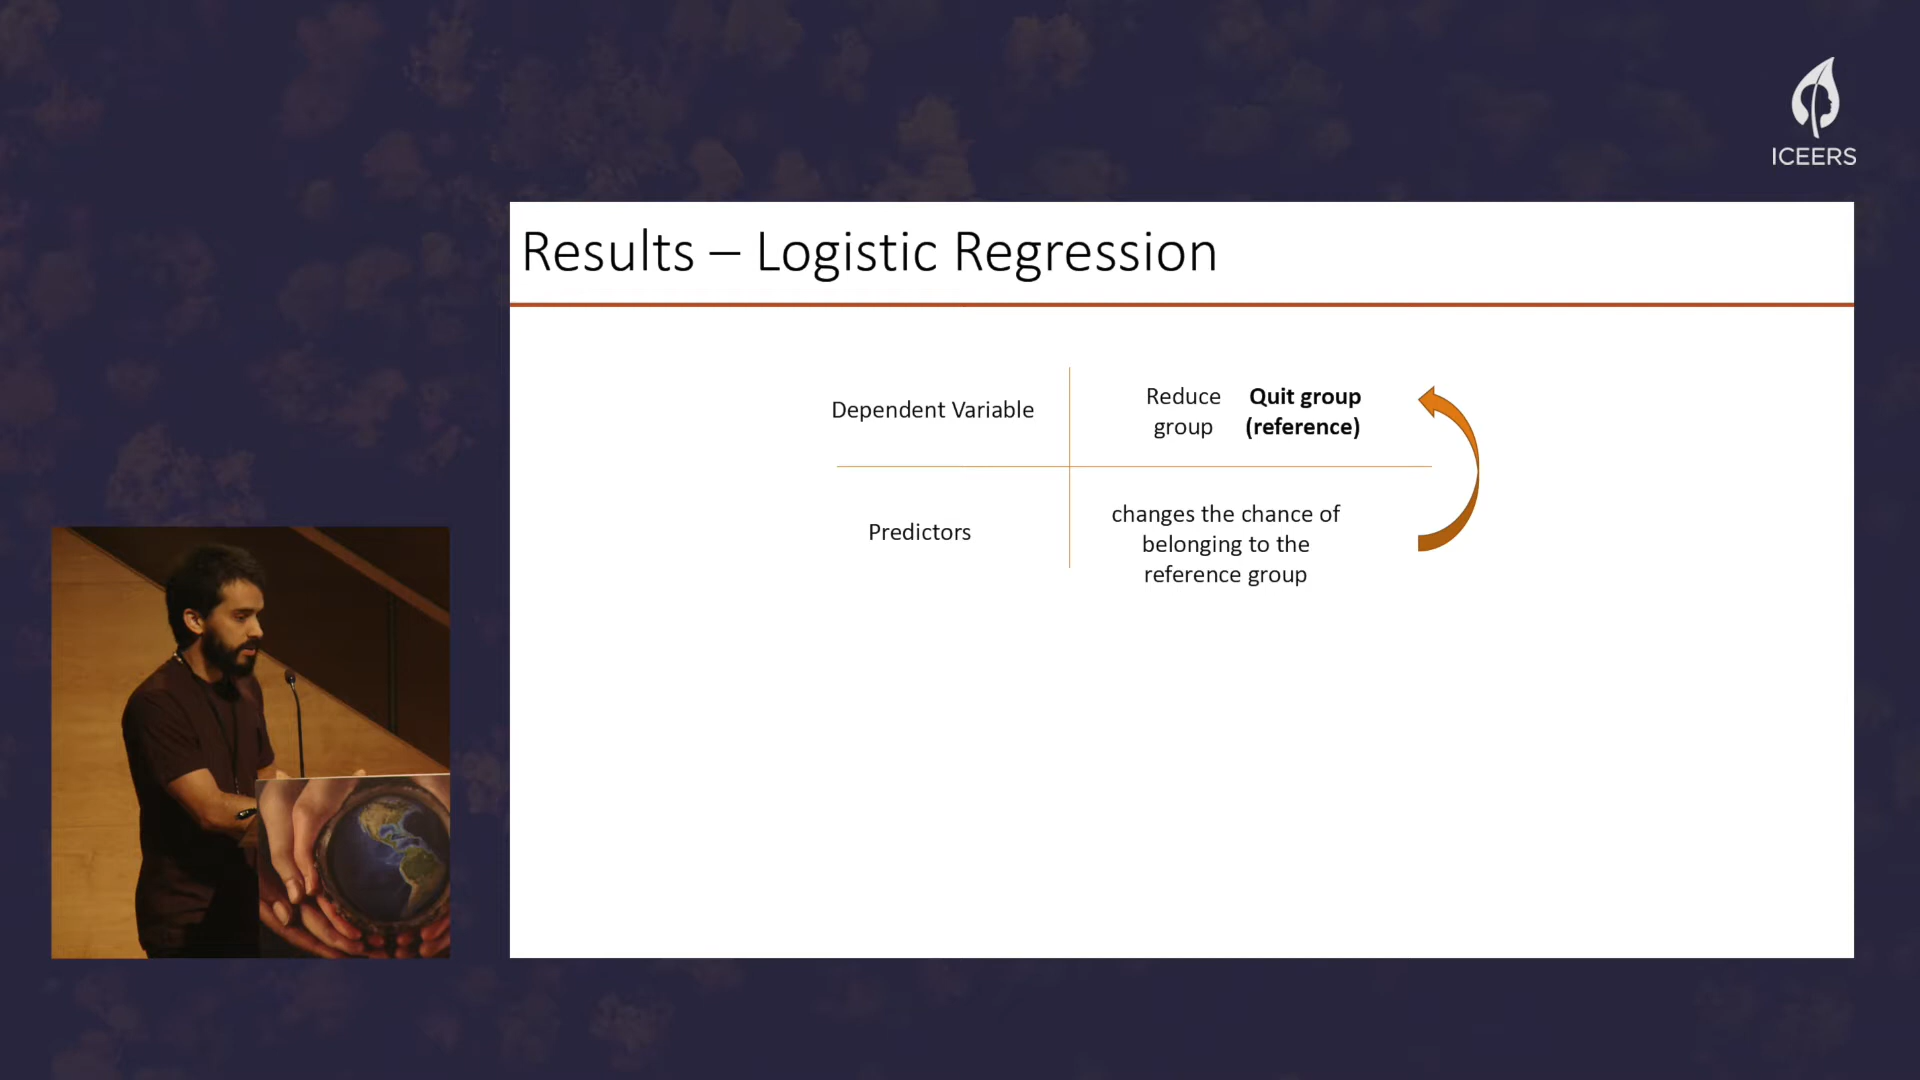 ICEERS
Results – Logistic Regression
Dependent Variable
Reduce
group
Quit group
(reference)
Predictors
changes the chance of
belonging to the
reference group